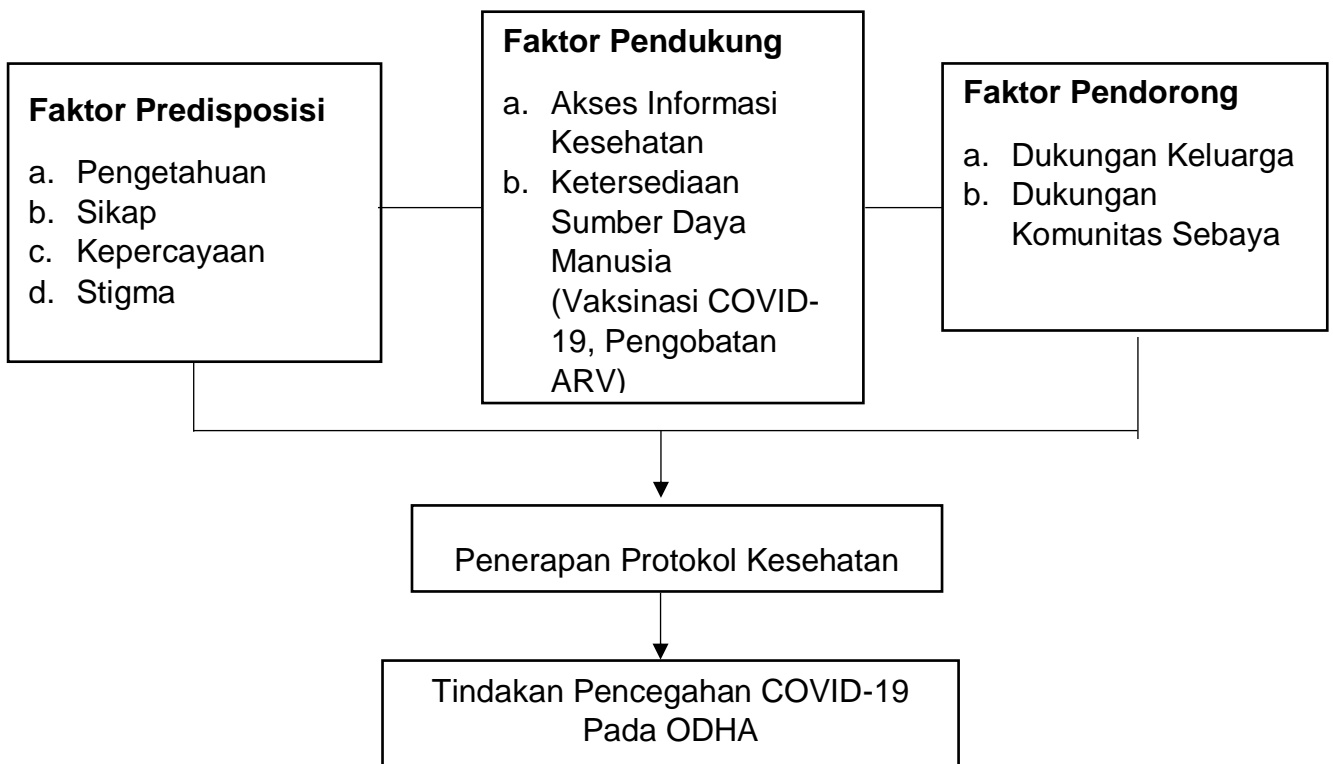 Faktor Predisposisi
a. Pengetahuan
b. Sikap
c. Kepercayaan
d. Stigma
Faktor Pendukung
a. Akses Informasi
Kesehatan
b. Ketersediaan
Sumber Daya
Manusia
(Vaksinasi COVID-
19, Pengobatan
ARV)
Faktor Pendorong
a. Dukungan Keluarga
b. Dukungan
Komunitas Sebaya
Penerapan Protokol Kesehatan
Tindakan Pencegahan COVID-19
Pada ODHA